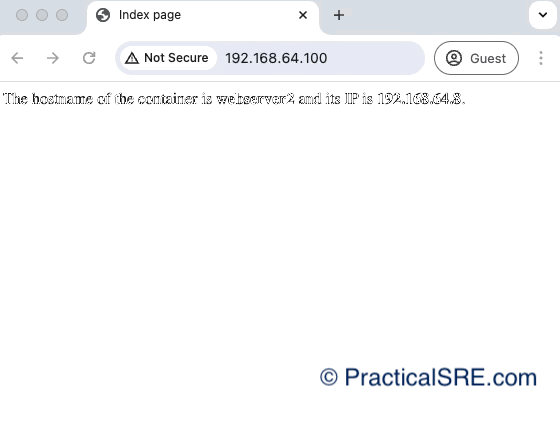 Index page
Not Secure
192.168.64.100
Guest
The hostname of the container is webserver2 and its IP is 192.168.64.8.
© PracticalSRE.com